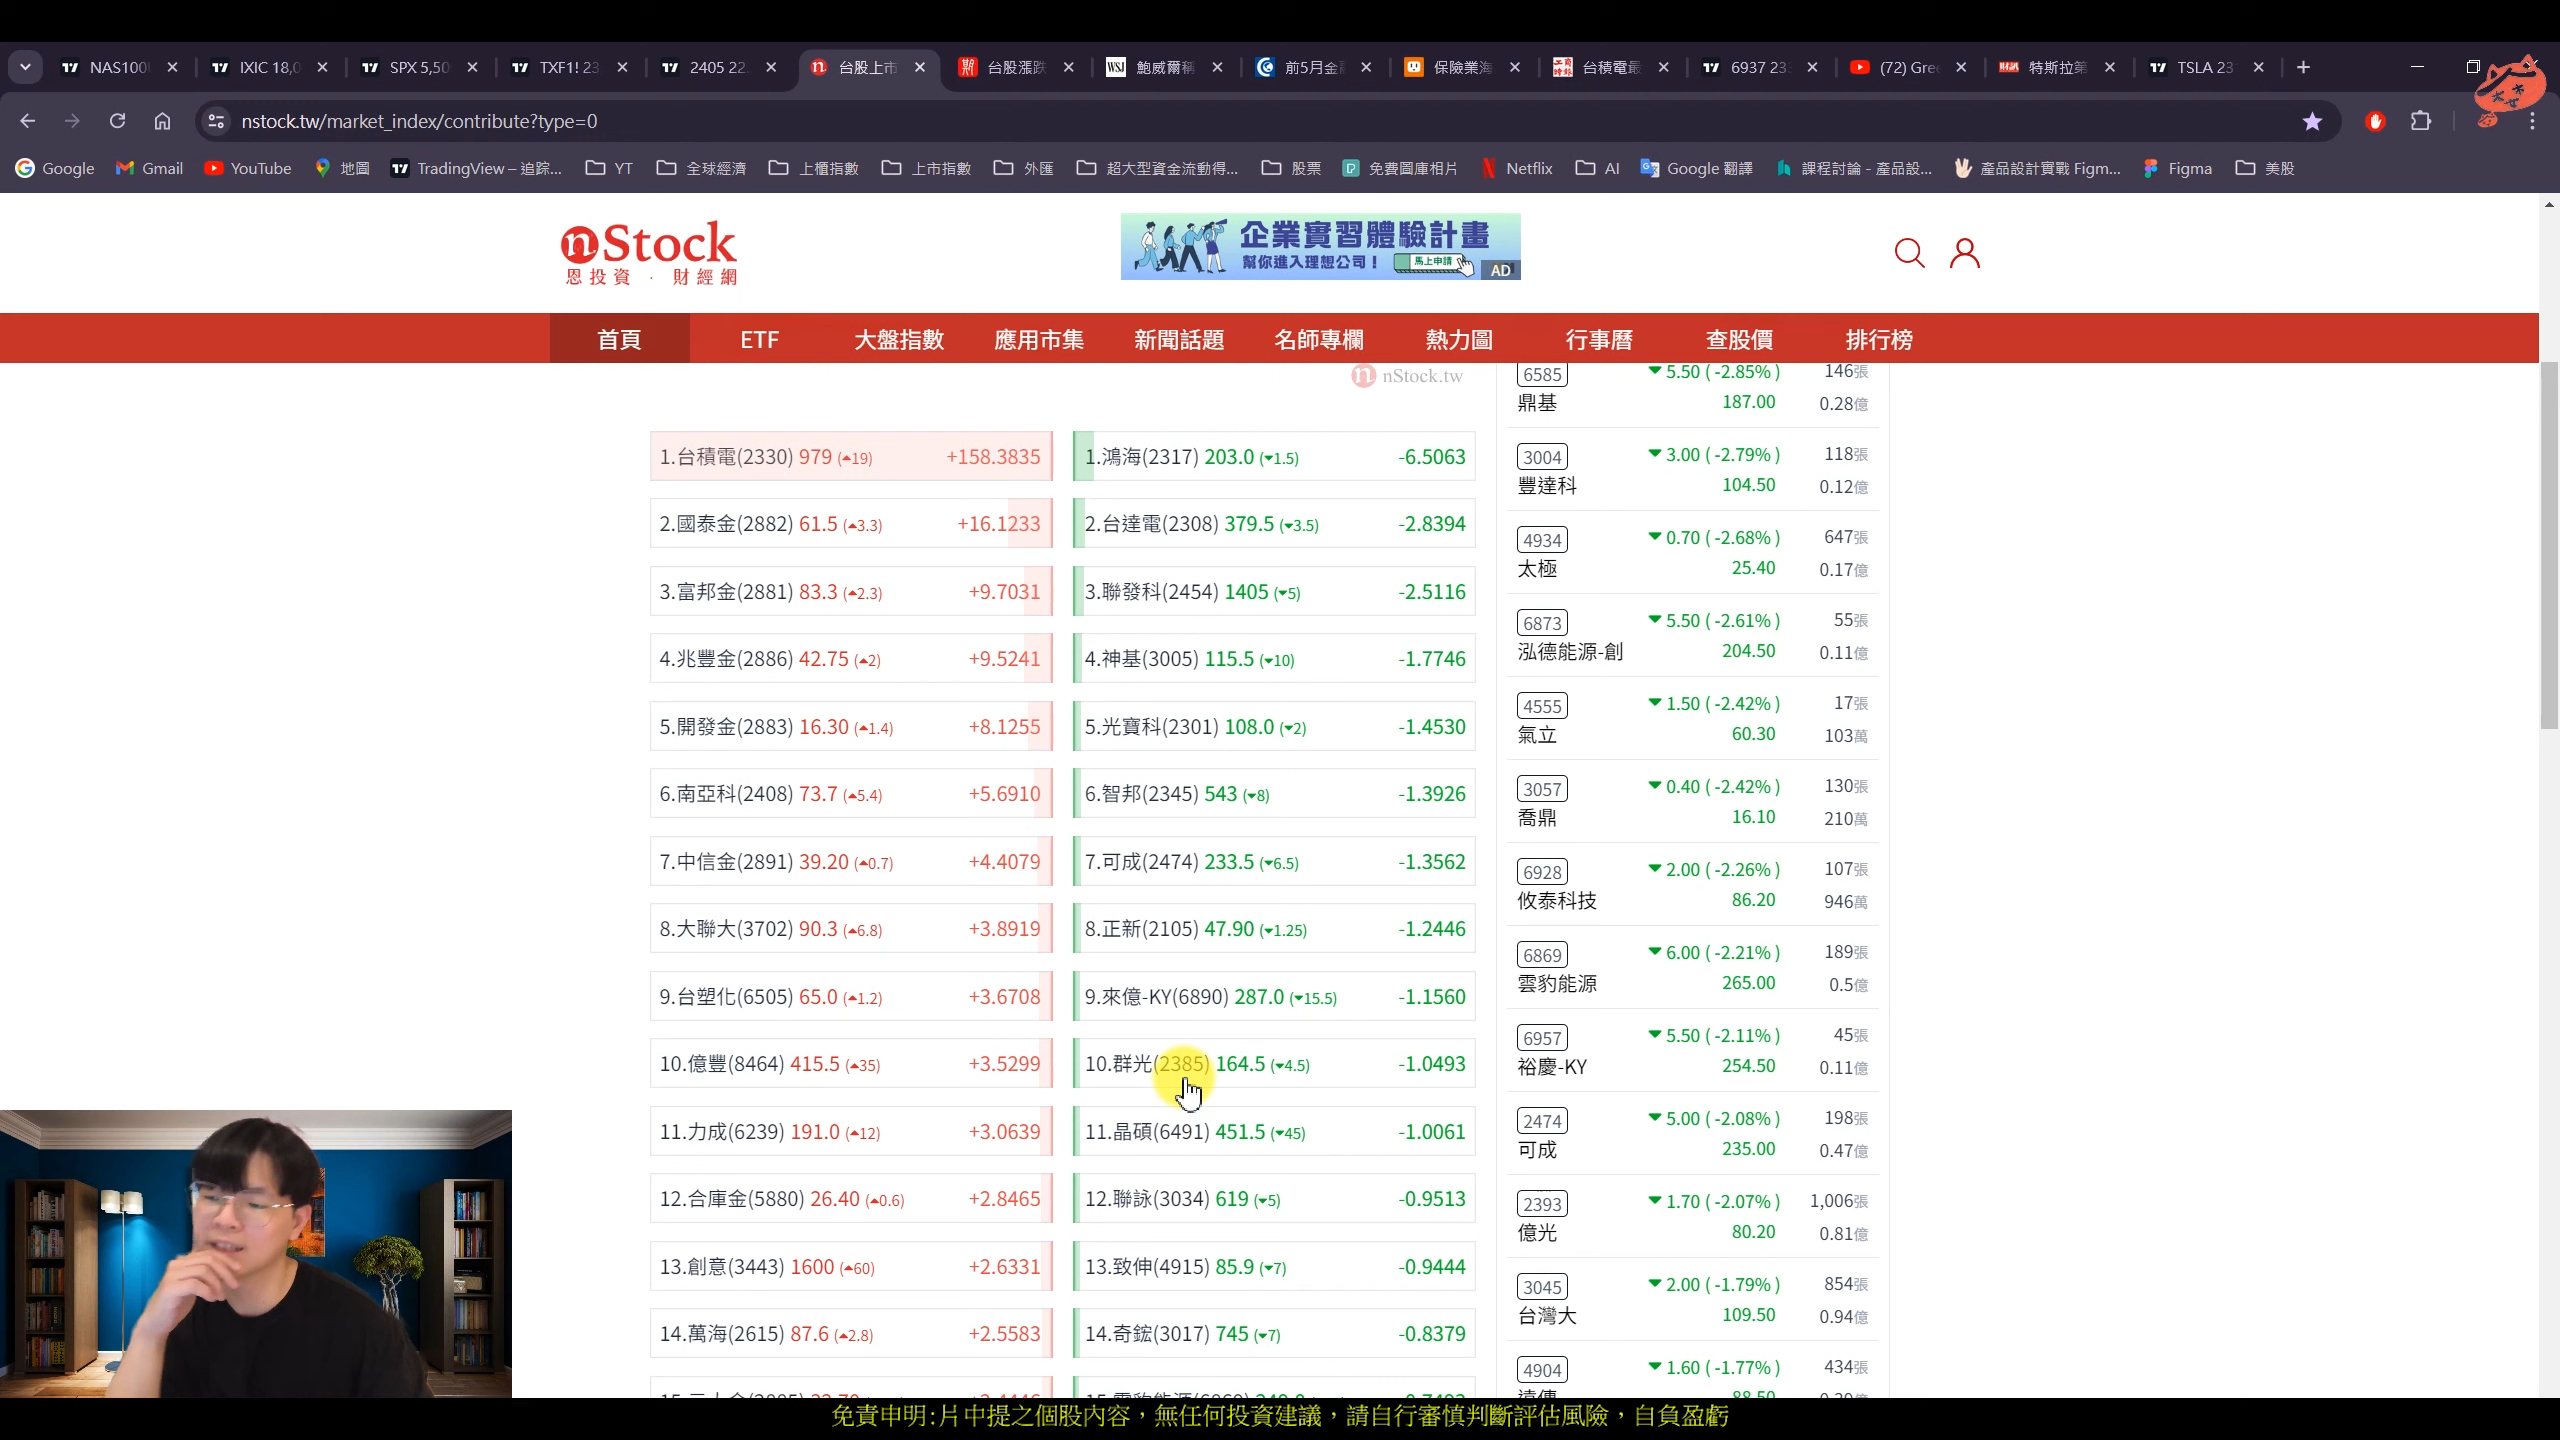 NAS100
IXIC 18,0
SPX 5,50
TXF1! 23
2405 22.
台股上市
台股漲跌
WSJ 鮑威爾稱
前5月金
保險業海
台積電最
6937 23
(72) Gre
特斯拉第
TSLA 23
nstock.tw/market_index/contribute?type=0
Google
Gmail
YouTube
地圖
TradingView – 追踪...
YT
全球經濟
上櫃指數
上市指數
外匯
超大型資金流動得...
股票
免費圖庫相片
Netflix
AI
Google 翻譯
課程討論 - 產品設...
產品設計實戰 Figm...
Figma
美股
nStock
恩投資 · 財經網
企業實習體驗計畫
幫你進入理想公司！
馬上申請
AD
首頁
ETF
大盤指數
應用市集
新聞話題
名師專欄
熱力圖
行事曆
查股價
排行榜
nStock.tw
1.台積電(2330) 979 (▲19) +158.3835
2.國泰金(2882) 61.5 (▲3.3) +16.1233
3.富邦金(2881) 83.3 (▲2.3) +9.7031
4.兆豐金(2886) 42.75 (▲2) +9.5241
5.開發金(2883) 16.30 (▲1.4) +8.1255
6.南亞科(2408) 73.7 (▲5.4) +5.6910
7.中信金(2891) 39.20 (▲0.7) +4.4079
8.大聯大(3702) 90.3 (▲6.8) +3.8919
9.台塑化(6505) 65.0 (▲1.2) +3.6708
10.億豐(8464) 415.5 (▲35) +3.5299
11.力成(6239) 191.0 (▲12) +3.0639
12.合庫金(5880) 26.40 (▲0.6) +2.8465
13.創意(3443) 1600 (▲60) +2.6331
14.萬海(2615) 87.6 (▲2.8) +2.5583
1.鴻海(2317) 203.0 (▼1.5) -6.5063
2.台達電(2308) 379.5 (▼3.5) -2.8394
3.聯發科(2454) 1405 (▼5) -2.5116
4.神基(3005) 115.5 (▼10) -1.7746
5.光寶科(2301) 108.0 (▼2) -1.4530
6.智邦(2345) 543 (▼8) -1.3926
7.可成(2474) 233.5 (▼6.5) -1.3562
8.正新(2105) 47.90 (▼1.25) -1.2446
9.來億-KY(6890) 287.0 (▼15.5) -1.1560
10.群光(2385) 164.5 (▼4.5) -1.0493
11.晶碩(6491) 451.5 (▼45) -1.0061
12.聯詠(3034) 619 (▼5) -0.9513
13.致伸(4915) 85.9 (▼7) -0.9444
14.奇鋐(3017) 745 (▼7) -0.8379
6585 ▼ 5.50 ( -2.85% ) 146張
鼎基 187.00 0.28億
3004 ▼ 3.00 ( -2.79% ) 118張
豐達科 104.50 0.12億
4934 ▼ 0.70 ( -2.68% ) 647張
太極 25.40 0.17億
6873 ▼ 5.50 ( -2.61% ) 55張
泓德能源-創 204.50 0.11億
4555 ▼ 1.50 ( -2.42% ) 17張
氣立 60.30 103萬
3057 ▼ 0.40 ( -2.42% ) 130張
喬鼎 16.10 210萬
6928 ▼ 2.00 ( -2.26% ) 107張
攸泰科技 86.20 946萬
6869 ▼ 6.00 ( -2.21% ) 189張
雲豹能源 265.00 0.5億
6957 ▼ 5.50 ( -2.11% ) 45張
裕慶-KY 254.50 0.11億
2474 ▼ 5.00 ( -2.08% ) 198張
可成 235.00 0.47億
2393 ▼ 1.70 ( -2.07% ) 1,006張
億光 80.20 0.81億
3045 ▼ 2.00 ( -1.79% ) 854張
台灣大 109.50 0.94億
4904 ▼ 1.60 ( -1.77% ) 434張
遠傳 88.50
免責申明:片中提之個股內容，無任何投資建議，請自行審慎判斷評估風險，自負盈虧